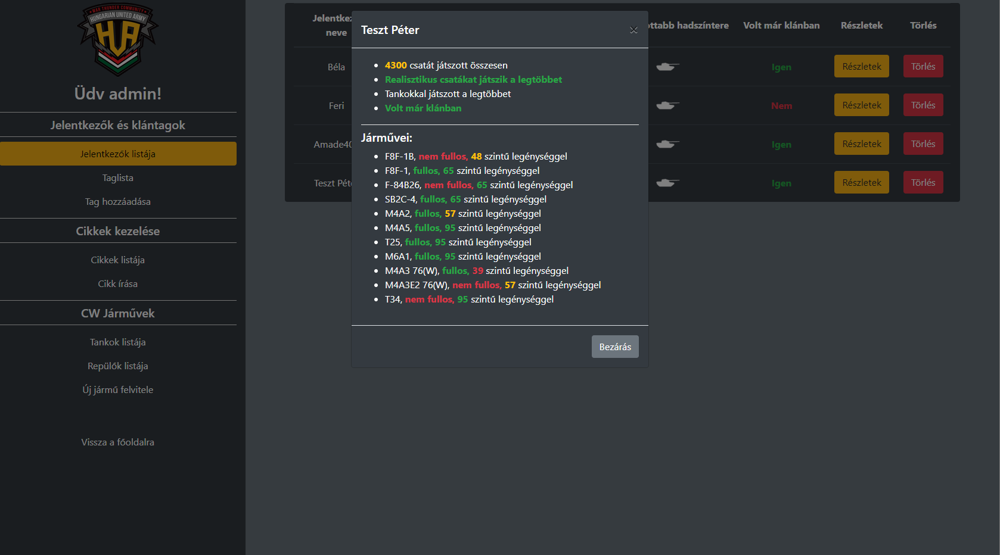 WAR THUNDER COMMUNITY
HUNGARIAN UNITED ARMY
HUA
Üdv admin!
Jelentkezők és klántagok
Jelentkezők listája
Taglista
Tag hozzáadása
Cikkek kezelése
Cikkek listája
Cikk írása
CW Járművek
Tankok listája
Repülők listája
Új jármű felvitele
Vissza a főoldalra
Jelentkez
neve
ottabb hadszíntere
Volt már klánban
Részletek
Törlés
Béla
Igen
Részletek
Törlés
Feri
Nem
Részletek
Törlés
Amade40
Igen
Részletek
Törlés
Teszt Pét
Igen
Részletek
Törlés
Teszt Péter
×
4300 csatát játszott összesen
Realisztikus csatákat játszik a legtöbbet
Tankokkal játszott a legtöbbet
Volt már klánban
Járművei:
F8F-1B, nem fullos, 48 szintű legénységgel
F8F-1, fullos, 65 szintű legénységgel
F-84B26, nem fullos, 65 szintű legénységgel
SB2C-4, fullos, 65 szintű legénységgel
M4A2, fullos, 57 szintű legénységgel
M4A5, fullos, 95 szintű legénységgel
T25, fullos, 95 szintű legénységgel
M6A1, fullos, 95 szintű legénységgel
M4A3 76(W), fullos, 39 szintű legénységgel
M4A3E2 76(W), nem fullos, 57 szintű legénységgel
T34, nem fullos, 95 szintű legénységgel
Bezárás